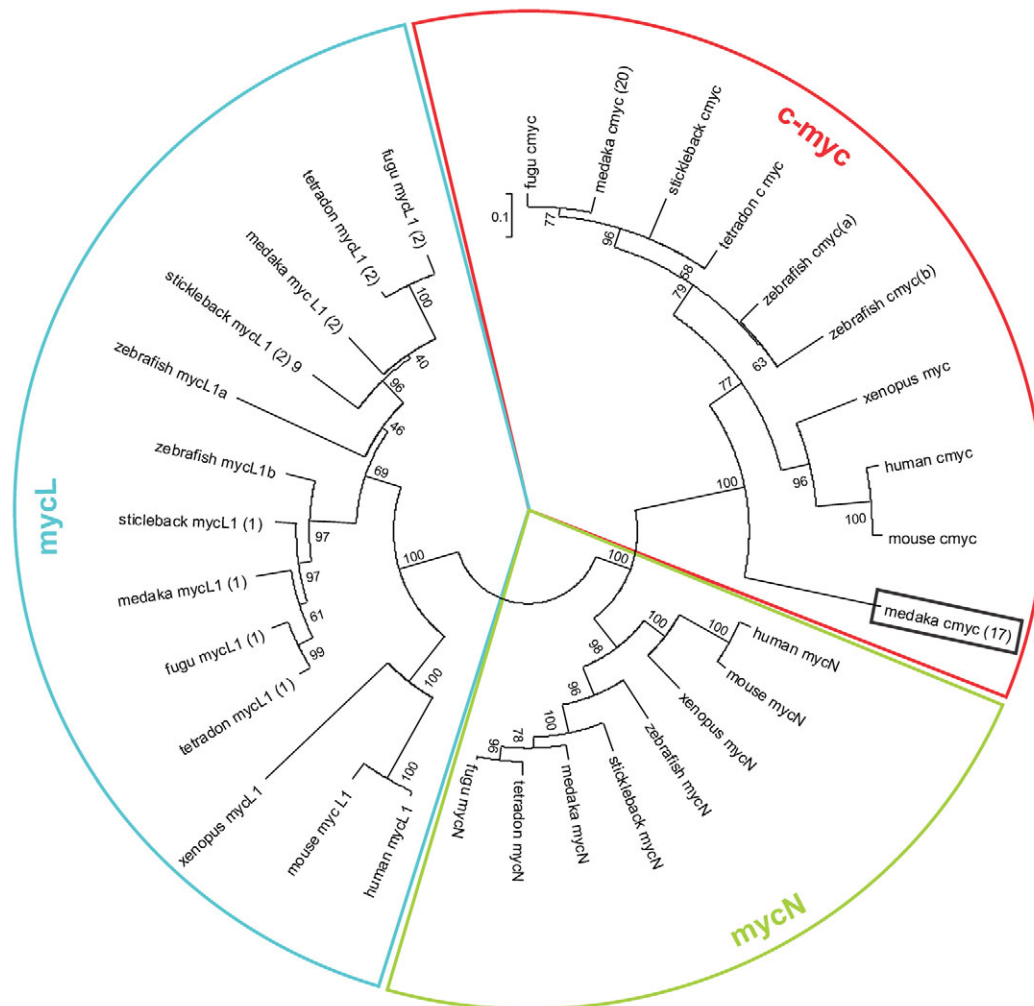 c-myc
fugu cmyc
medaka cmyc (20)
stickleback cmyc
tetradon c myc
zebrafish cmyc(a)
zebrafish cmyc(b)
xenopus myc
human cmyc
mouse cmyc
medaka cmyc (17)
0.1
77
96
68
79
63
77
96
100
100
mycN
human mycN
mouse mycN
xenopus mycN
zebrafish mycN
stickleback mycN
medaka mycN
tetradon mycN
fugu mycN
100
100
100
98
96
100
78
96
mycL
fugu mycL1 (2)
tetradon mycL1 (2)
medaka myc L1 (2)
stickleback mycL1 (2) 9
zebrafish mycL1a
zebrafish mycL1b
sticleback mycL1 (1)
medaka mycL1 (1)
fugu mycL1 (1)
tetradon mycL1 (1)
xenopus mycL1
mouse myc L1
human mycL1
100
40
96
46
69
97
97
61
99
100
100
100